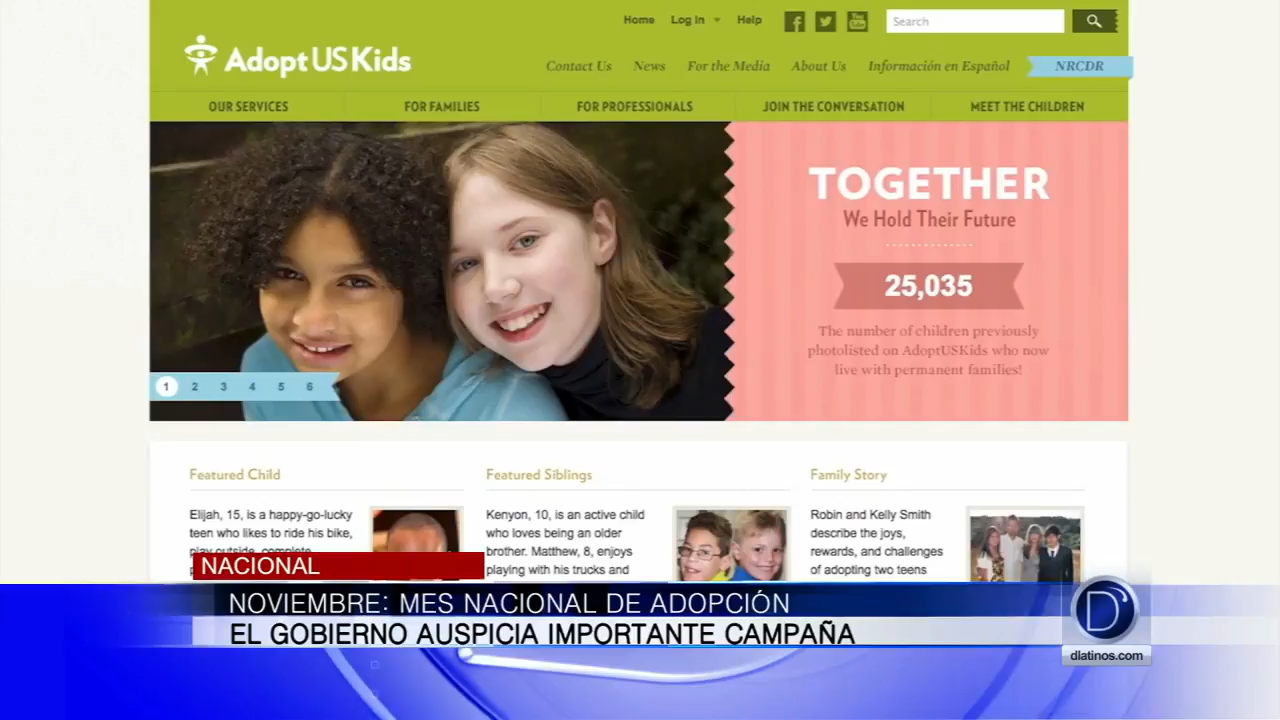 Home Log In Help Search
AdoptUSKids
Contact Us News For the Media About Us Información en Español NRCDR
OUR SERVICES FOR FAMILIES FOR PROFESSIONALS JOIN THE CONVERSATION MEET THE CHILDREN
TOGETHER
We Hold Their Future
25,035
The number of children previously
photolisted on AdoptUSKids who now
live with permanent families!
1 2 3 4 5 6
Featured Child
Elijah, 15, is a happy-go-lucky
teen who likes to ride his bike,
play outside, complete
Featured Siblings
Kenyon, 10, is an active child
who loves being an older
brother. Matthew, 8, enjoys
playing with his trucks and
Family Story
Robin and Kelly Smith
describe the joys,
rewards, and challenges
of adopting two teens
NACIONAL
NOVIEMBRE: MES NACIONAL DE ADOPCIÓN
EL GOBIERNO AUSPICIA IMPORTANTE CAMPAÑA
D
dlatinos.com